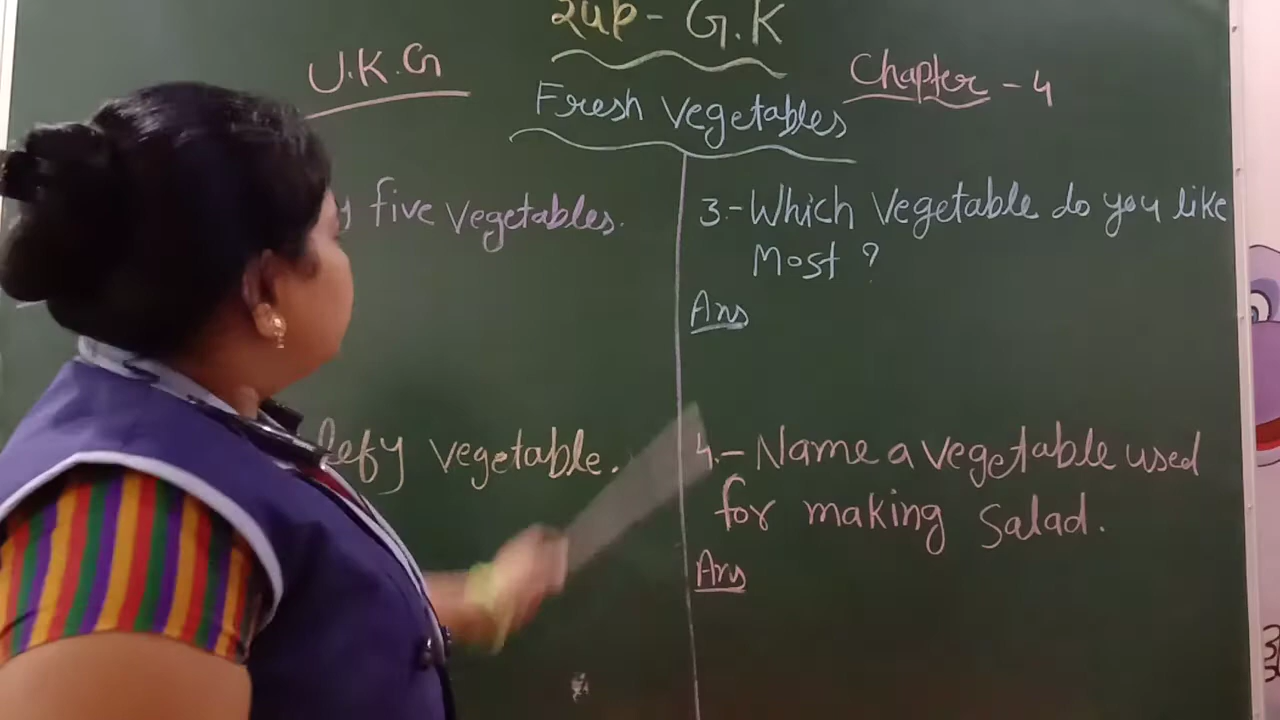 G.K
U.K.G
Chapter - 4
Fresh Vegetables
five Vegetables.
vegetable.
3.- Which Vegetable do you like
Most ?
Ans
4.- Name a vegetable used
for making Salad.
Ans